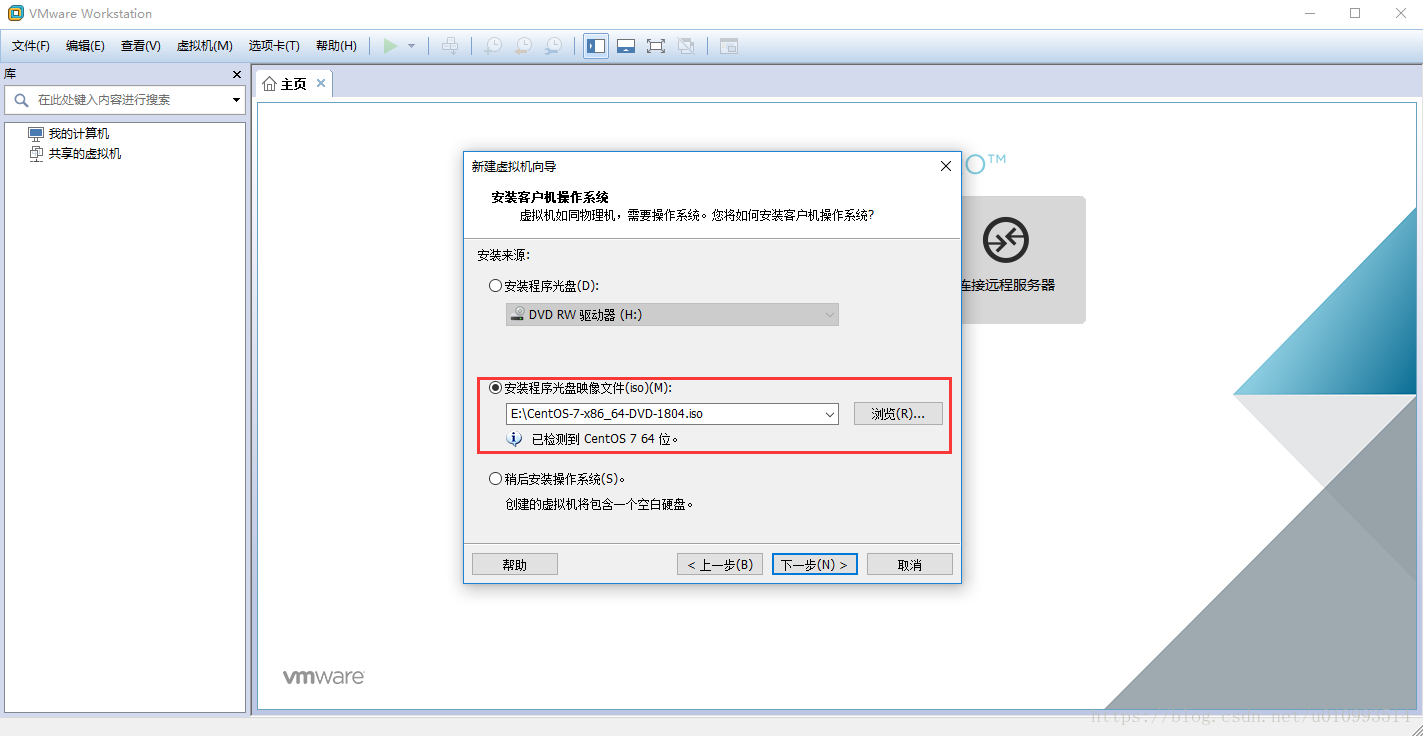 VMware Workstation
文件(F) 编辑(E) 查看(V) 虚拟机(M) 选项卡(T) 帮助(H)
库
在此处键入内容进行搜索
我的计算机
共享的虚拟机
主页
O™
连接远程服务器
新建虚拟机向导
安装客户机操作系统
虚拟机如同物理机，需要操作系统。您将如何安装客户机操作系统?
安装来源:
安装程序光盘(D):
DVD RW 驱动器 (H:)
安装程序光盘映像文件(iso)(M):
E:\CentOS-7-x86_64-DVD-1804.iso
浏览(R)...
已检测到 CentOS 7 64 位。
稍后安装操作系统(S)。
创建的虚拟机将包含一个空白硬盘。
帮助 < 上一步(B) 下一步(N) > 取消
vmware
https://blog.csdn.net/u010993514